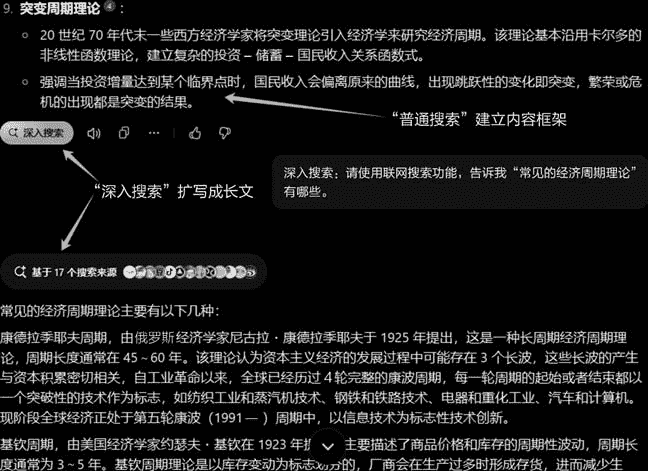 9. 突变周期理论：
20 世纪 70 年代末一些西方经济学家将突变理论引入经济学来研究经济周期。该理论基本沿用卡尔多的
非线性函数理论，建立复杂的投资 – 储蓄 – 国民收入关系函数式。
强调当投资增量达到某个临界点时，国民收入会偏离原来的曲线，出现跳跃性的变化即突变，繁荣或危
机的出现都是突变的结果。
“普通搜索”建立内容框架
深入搜索
深入搜索：请使用联网搜索功能，告诉我“常见的经济周期理论”
有哪些。
“深入搜索”扩写成长文
基于 17 个搜索来源
常见的经济周期理论主要有以下几种：
康德拉季耶夫周期，由俄罗斯经济学家尼古拉・康德拉季耶夫于 1925 年提出，这是一种长周期经济周期理
论，周期长度通常在 45 ~ 60 年。该理论认为资本主义经济的发展过程中可能存在 3 个长波，这些长波的产生
与资本积累密切相关，自工业革命以来，全球已经历过 4 轮完整的康波周期，每一轮周期的起始或者结束都以
一个突破性的技术作为标志，如纺织工业和蒸汽机技术、钢铁和铁路技术、电器和重化工业、汽车和计算机。
现阶段全球经济正处于第五轮康波（1991 — ）周期中，以信息技术为标志性技术创新。
基钦周期，由美国经济学家约瑟夫・基钦在 1923 年提 主要描述了商品价格和库存的周期性波动，周期长
度通常为 3 ~ 5 年。基钦周期理论是以库存变动为标志划分的，厂商会在生产过多时形成存货，进而减少生